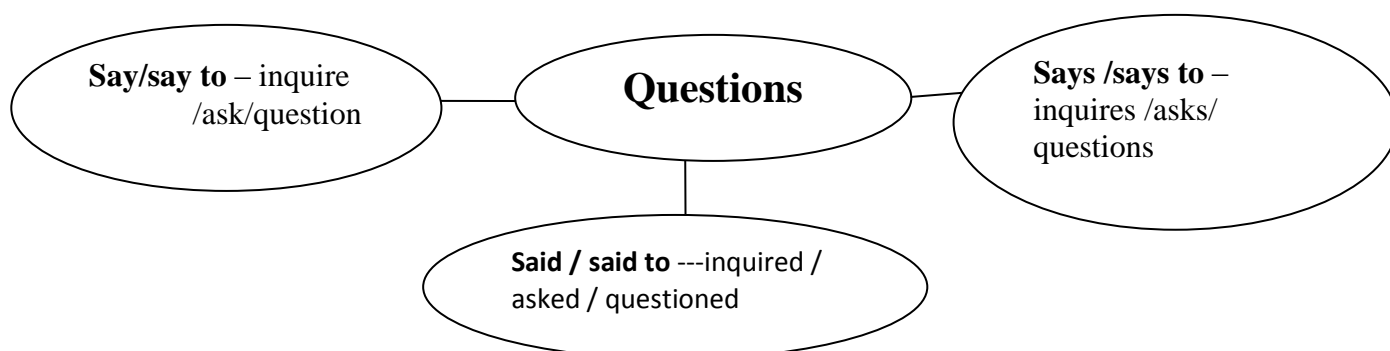 Say/say to – inquire
/ask/question
Questions
Says /says to –
inquires /asks/
questions
Said / said to ---inquired /
asked / questioned